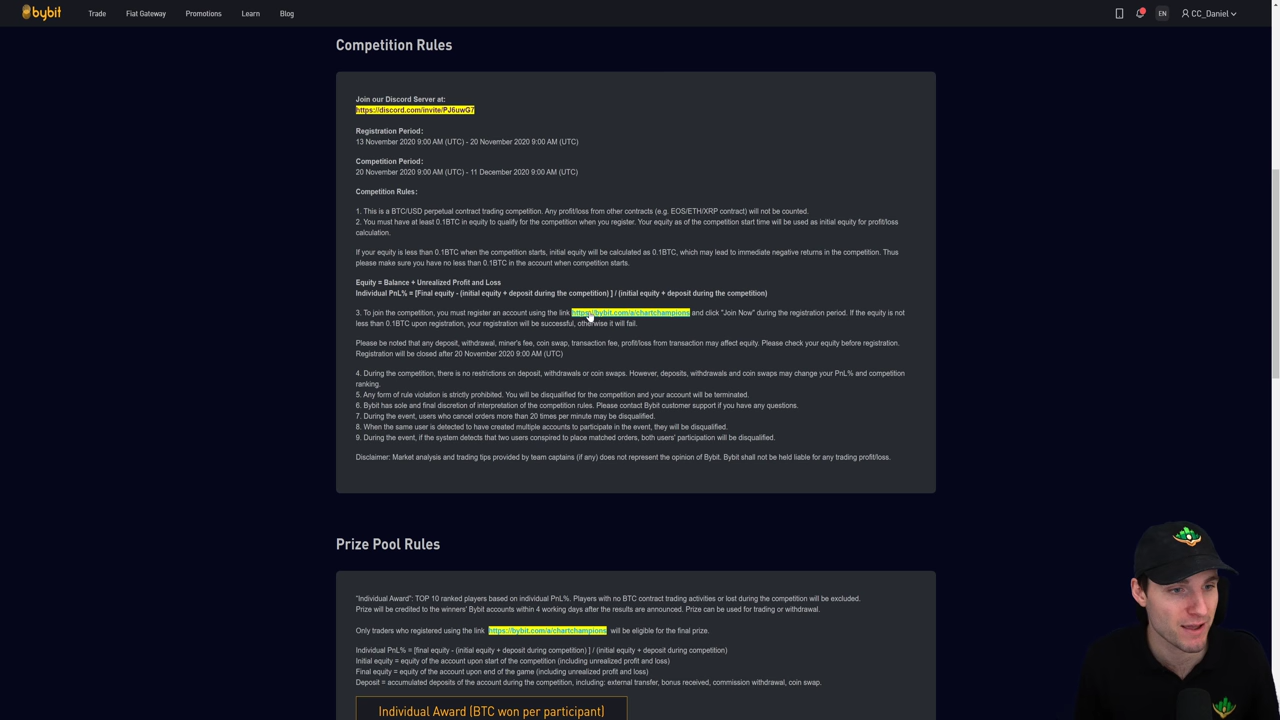 bybit
Trade
Fiat Gateway
Promotions
Learn
Blog
EN
CC_Daniel
Competition Rules
Join our Discord Server at:
https://discord.com/invite/PJ6uwG7
Registration Period:
13 November 2020 9:00 AM (UTC) - 20 November 2020 9:00 AM (UTC)
Competition Period:
20 November 2020 9:00 AM (UTC) - 11 December 2020 9:00 AM (UTC)
Competition Rules:
1. This is a BTC/USD perpetual contract trading competition. Any profit/loss from other contracts (e.g. EOS/ETH/XRP contract) will not be counted.
2. You must have at least 0.1BTC in equity to qualify for the competition when you register. Your equity as of the competition start time will be used as initial equity for profit/loss
calculation.
If your equity is less than 0.1BTC when the competition starts, initial equity will be calculated as 0.1BTC, which may lead to immediate negative returns in the competition. Thus
please make sure you have no less than 0.1BTC in the account when competition starts.
Equity = Balance + Unrealized Profit and Loss
Individual PnL% = [Final equity - (initial equity + deposit during the competition) ] / (initial equity + deposit during the competition)
3. To join the competition, you must register an account using the link https://bybit.com/a/chartchampions and click "Join Now" during the registration period. If the equity is not
less than 0.1BTC upon registration, your registration will be successful, otherwise it will fail.
Please be noted that any deposit, withdrawal, miner's fee, coin swap, transaction fee, profit/loss from transaction may affect equity. Please check your equity before registration.
Registration will be closed after 20 November 2020 9:00 AM (UTC)
4. During the competition, there is no restrictions on deposit, withdrawals or coin swaps. However, deposits, withdrawals and coin swaps may change your PnL% and competition
ranking.
5. Any form of rule violation is strictly prohibited. You will be disqualified for the competition and your account will be terminated.
6. Bybit has sole and final discretion of interpretation of the competition rules. Please contact Bybit customer support if you have any questions.
7. During the event, users who cancel orders more than 20 times per minute may be disqualified.
8. When the same user is detected to have created multiple accounts to participate in the event, they will be disqualified.
9. During the event, if the system detects that two users conspired to place matched orders, both users' participation will be disqualified.
Disclaimer: Market analysis and trading tips provided by team captains (if any) does not represent the opinion of Bybit. Bybit shall not be held liable for any trading profit/loss.
Prize Pool Rules
"Individual Award": TOP 10 ranked players based on individual PnL%. Players with no BTC contract trading activities or lost during the competition will be excluded.
Prize will be credited to the winners' Bybit accounts within 4 working days after the results are announced. Prize can be used for trading or withdrawal.
Only traders who registered using the link https://bybit.com/a/chartchampions will be eligible for the final prize.
Individual PnL% = [final equity - (initial equity + deposit during competition) ] / (initial equity + deposit during competition)
Initial equity = equity of the account upon start of the competition (including unrealized profit and loss)
Final equity = equity of the account upon end of the game (including unrealized profit and loss)
Deposit = accumulated deposits of the account during the competition, including: external transfer, bonus received, commission withdrawal, coin swap.
Individual Award (BTC won per participant)